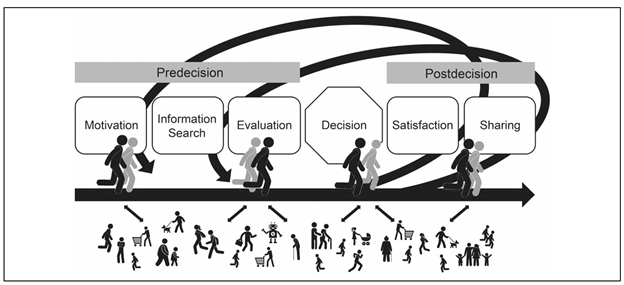 Predecision
Postdecision
Motivation
Information
Search
Evaluation
Decision
Satisfaction
Sharing